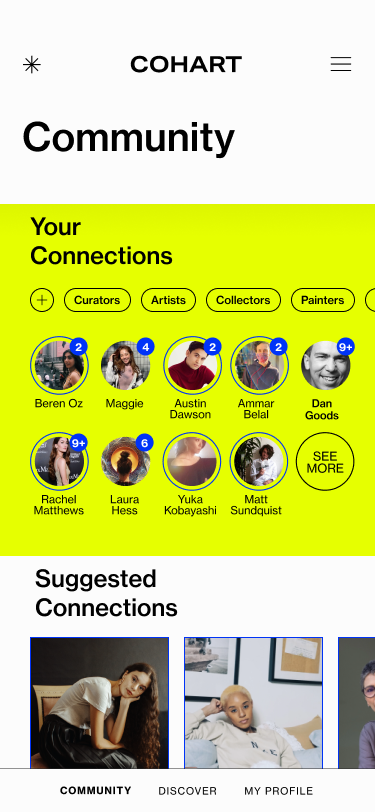 COHART
Community
Your
Connections
Curators
Artists
Collectors
Painters
2
4
2
2
9+
Beren Oz
Maggie
Austin
Dawson
Ammar
Belal
Dan
Goods
9+
6
SEE
MORE
Rachel
Matthews
Laura
Hess
Yuka
Kobayashi
Matt
Sundquist
Suggested
Connections
COMMUNITY
DISCOVER
MY PROFILE